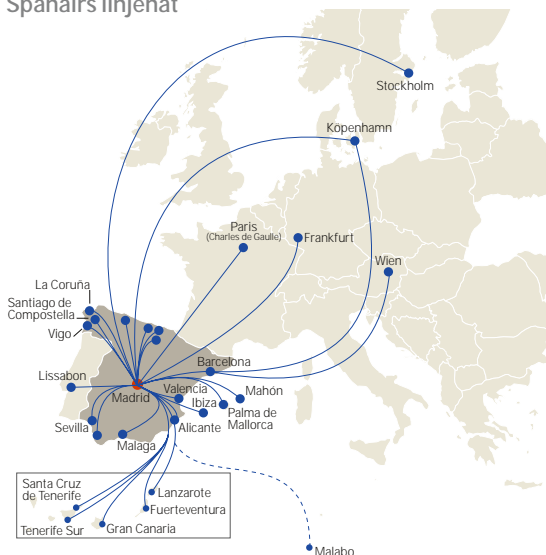 Spanairs linjenät
Stockholm
Köpenhamn
Paris
(Charles de Gaulle)
Frankfurt
Wien
La Coruña
Santiago de
Compostella
Vigo
Barcelona
Lissabon
Madrid
Valencia
Mahón
Ibiza
Palma de
Mallorca
Sevilla
Alicante
Malaga
Santa Cruz
de Tenerife
Lanzarote
Fuerteventura
Tenerife Sur
Gran Canaria
Malabo